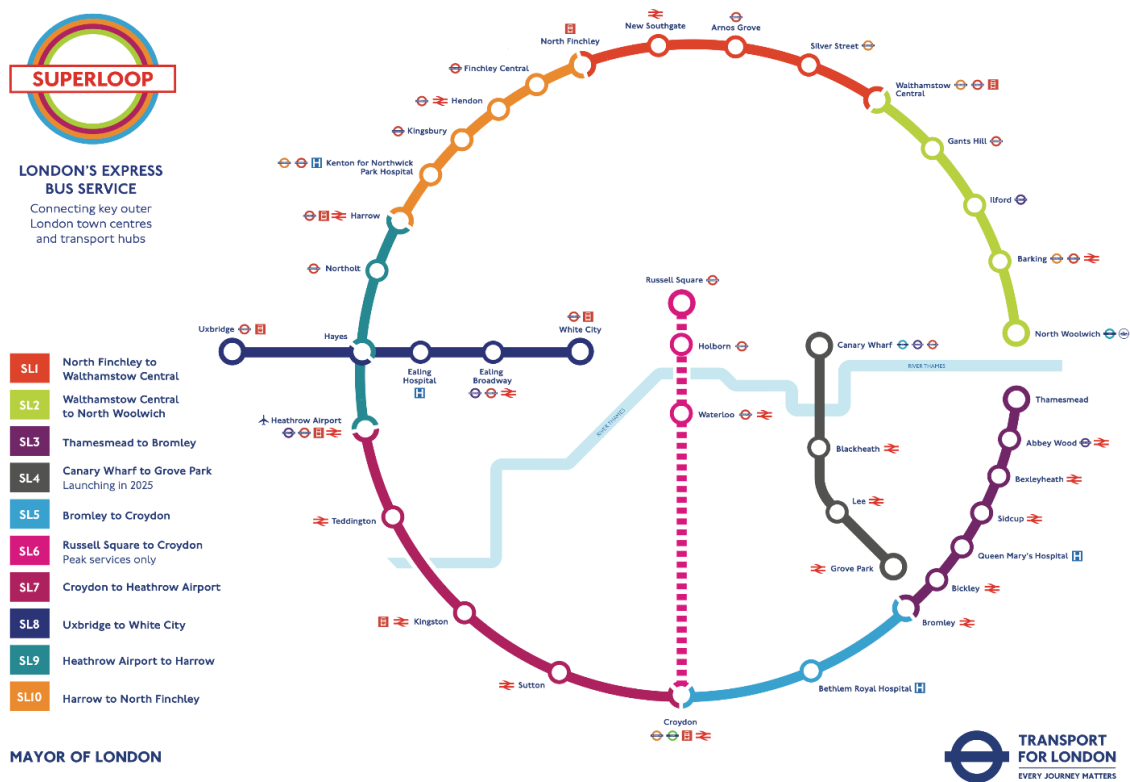 SUPERLOOP
LONDON'S EXPRESS
BUS SERVICE
Connecting key outer
London town centres
and transport hubs
North Finchley
New Southgate
Arnos Grove
Silver Street
Walthamstow
Central
Gants Hill
Ilford
Barking
North Woolwich
Finchley Central
Hendon
Kingsbury
H Kenton for Northwick
Park Hospital
Harrow
Northolt
Uxbridge
Hayes
Ealing
Hospital
H
Ealing
Broadway
White City
Heathrow Airport
Teddington
Kingston
Sutton
Croydon
Russell Square
Holborn
Waterloo
Canary Wharf
Blackheath
Lee
Grove Park
RIVER THAMES
RIVER THAMES
Thamesmead
Abbey Wood
Bexleyheath
Sidcup
Queen Mary's Hospital H
Bickley
Bromley
Bethlem Royal Hospital H
SL1 North Finchley to
Walthamstow Central
SL2 Walthamstow Central
to North Woolwich
SL3 Thamesmead to Bromley
SL4 Canary Wharf to Grove Park
Launching in 2025
SL5 Bromley to Croydon
SL6 Russell Square to Croydon
Peak services only
SL7 Croydon to Heathrow Airport
SL8 Uxbridge to White City
SL9 Heathrow Airport to Harrow
SL10 Harrow to North Finchley
MAYOR OF LONDON
TRANSPORT
FOR LONDON
EVERY JOURNEY MATTERS